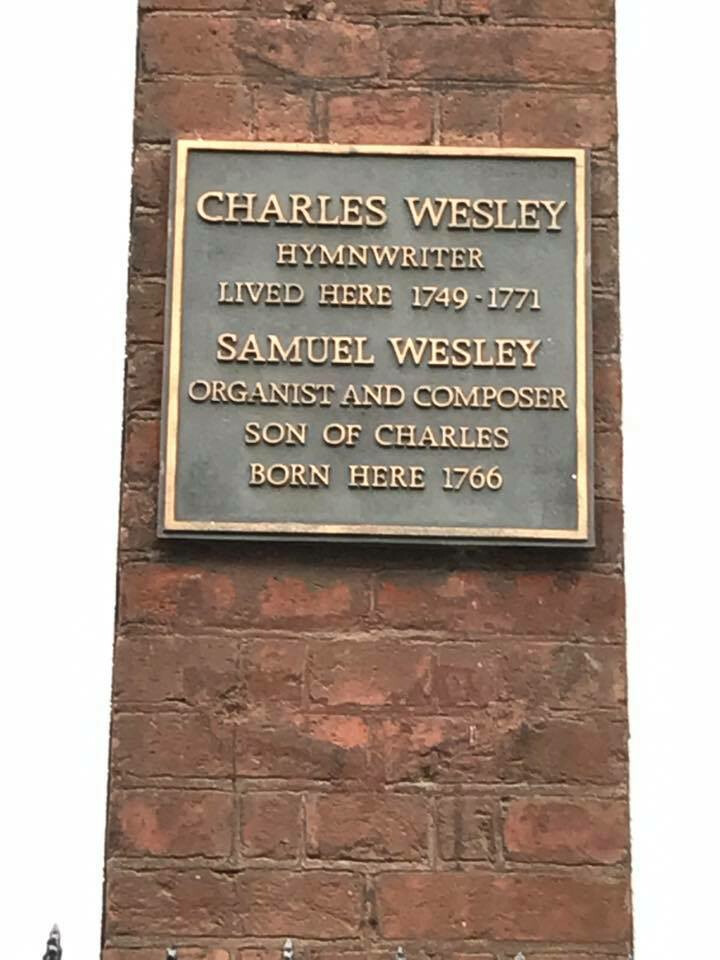 CHARLES WESLEY
HYMNWRITER
LIVED HERE 1749-1771
SAMUEL WESLEY
ORGANIST AND COMPOSER
SON OF CHARLES
BORN HERE 1766